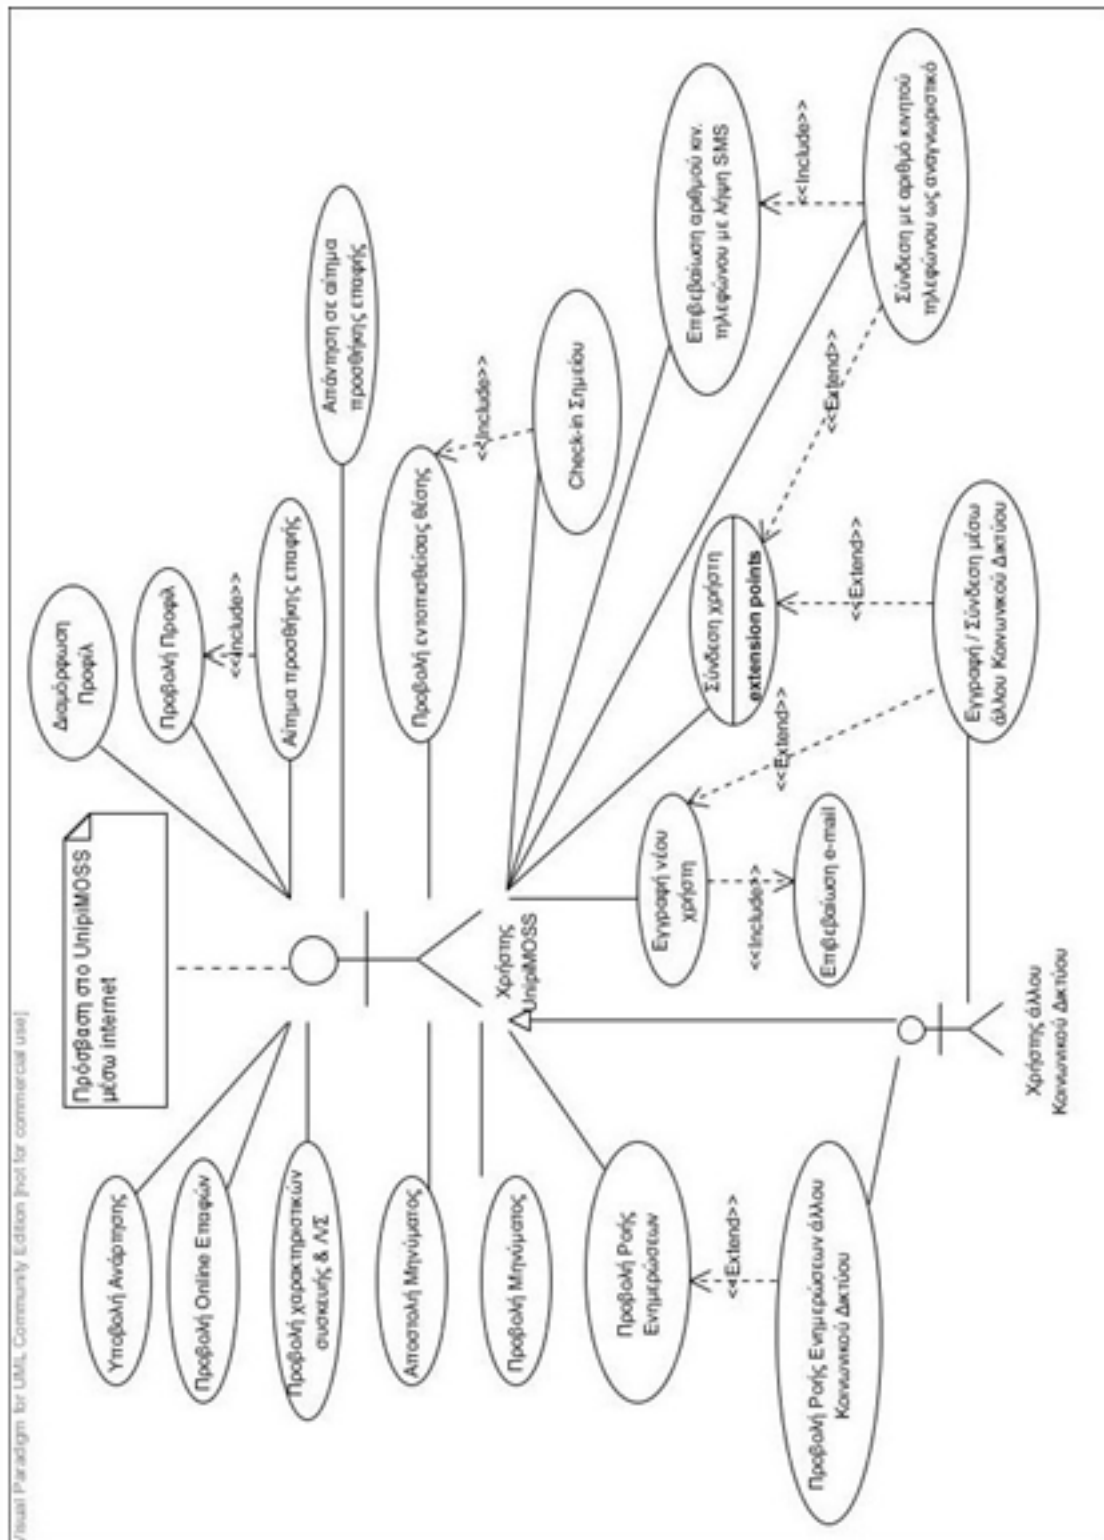 Visual Paradigm for UML Community Edition [not for commercial use]
Πρόσβαση στο UnipiMOSS
μέσω internet
Διαμόρφωση
Προφίλ
Προβολή Προφίλ
<<Include>>
Αίτημα προσθήκης επαφής
Απάντηση σε αίτημα
προσθήκης επαφής
Προβολή εντοπισθείσας θέσης
<<Include>>
Check-in Σημείου
Επιβεβαίωση αριθμού κιν.
τηλεφώνου με λήψη SMS
<<Include>>
Σύνδεση με αριθμό κινητού
τηλεφώνου ως αναγνωριστικό
<<Extend>>
Σύνδεση χρήστη
extension points
<<Extend>>
Εγγραφή / Σύνδεση μέσω
άλλου Κοινωνικού Δικτύου
<<Extend>>
Εγγραφή νέου
χρήστη
<<Include>>
Επιβεβαίωση e-mail
Χρήστης
UnipiMOSS
Υποβολή Ανάρτησης
Προβολή Online Επαφών
Προβολή χαρακτηριστικών
συσκευής & Λ/Σ
Αποστολή Μηνύματος
Προβολή Μηνύματος
Προβολή Ροής
Ενημερώσεων
<<Extend>>
Προβολή Ροής Ενημερώσεων άλλου
Κοινωνικού Δικτύου
Χρήστης άλλου
Κοινωνικού Δικτύου